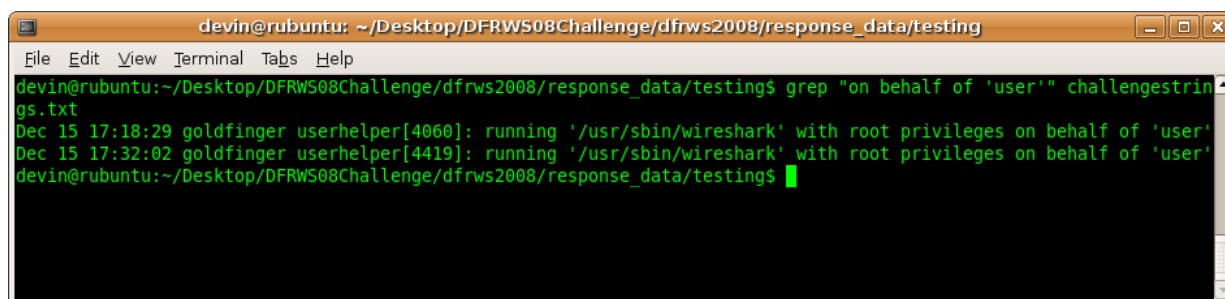 devin@rubuntu: ~/Desktop/DFRWS08Challenge/dfrws2008/response_data/testing
File Edit View Terminal Tabs Help
devin@rubuntu:~/Desktop/DFRWS08Challenge/dfrws2008/response_data/testing$ grep "on behalf of 'user'" challengestrin
gs.txt
Dec 15 17:18:29 goldfinger userhelper[4060]: running '/usr/sbin/wireshark' with root privileges on behalf of 'user'
Dec 15 17:32:02 goldfinger userhelper[4419]: running '/usr/sbin/wireshark' with root privileges on behalf of 'user'
devin@rubuntu:~/Desktop/DFRWS08Challenge/dfrws2008/response_data/testing$